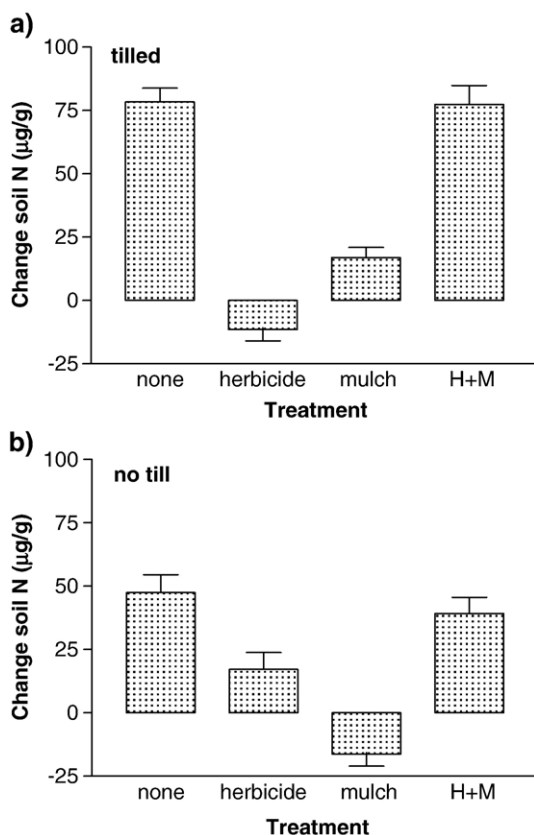 a)
tilled
Change soil N (µg/g)
100
75
50
25
0
-25
none herbicide mulch H+M
Treatment
b)
no till
Change soil N (µg/g)
100
75
50
25
0
-25
none herbicide mulch H+M
Treatment